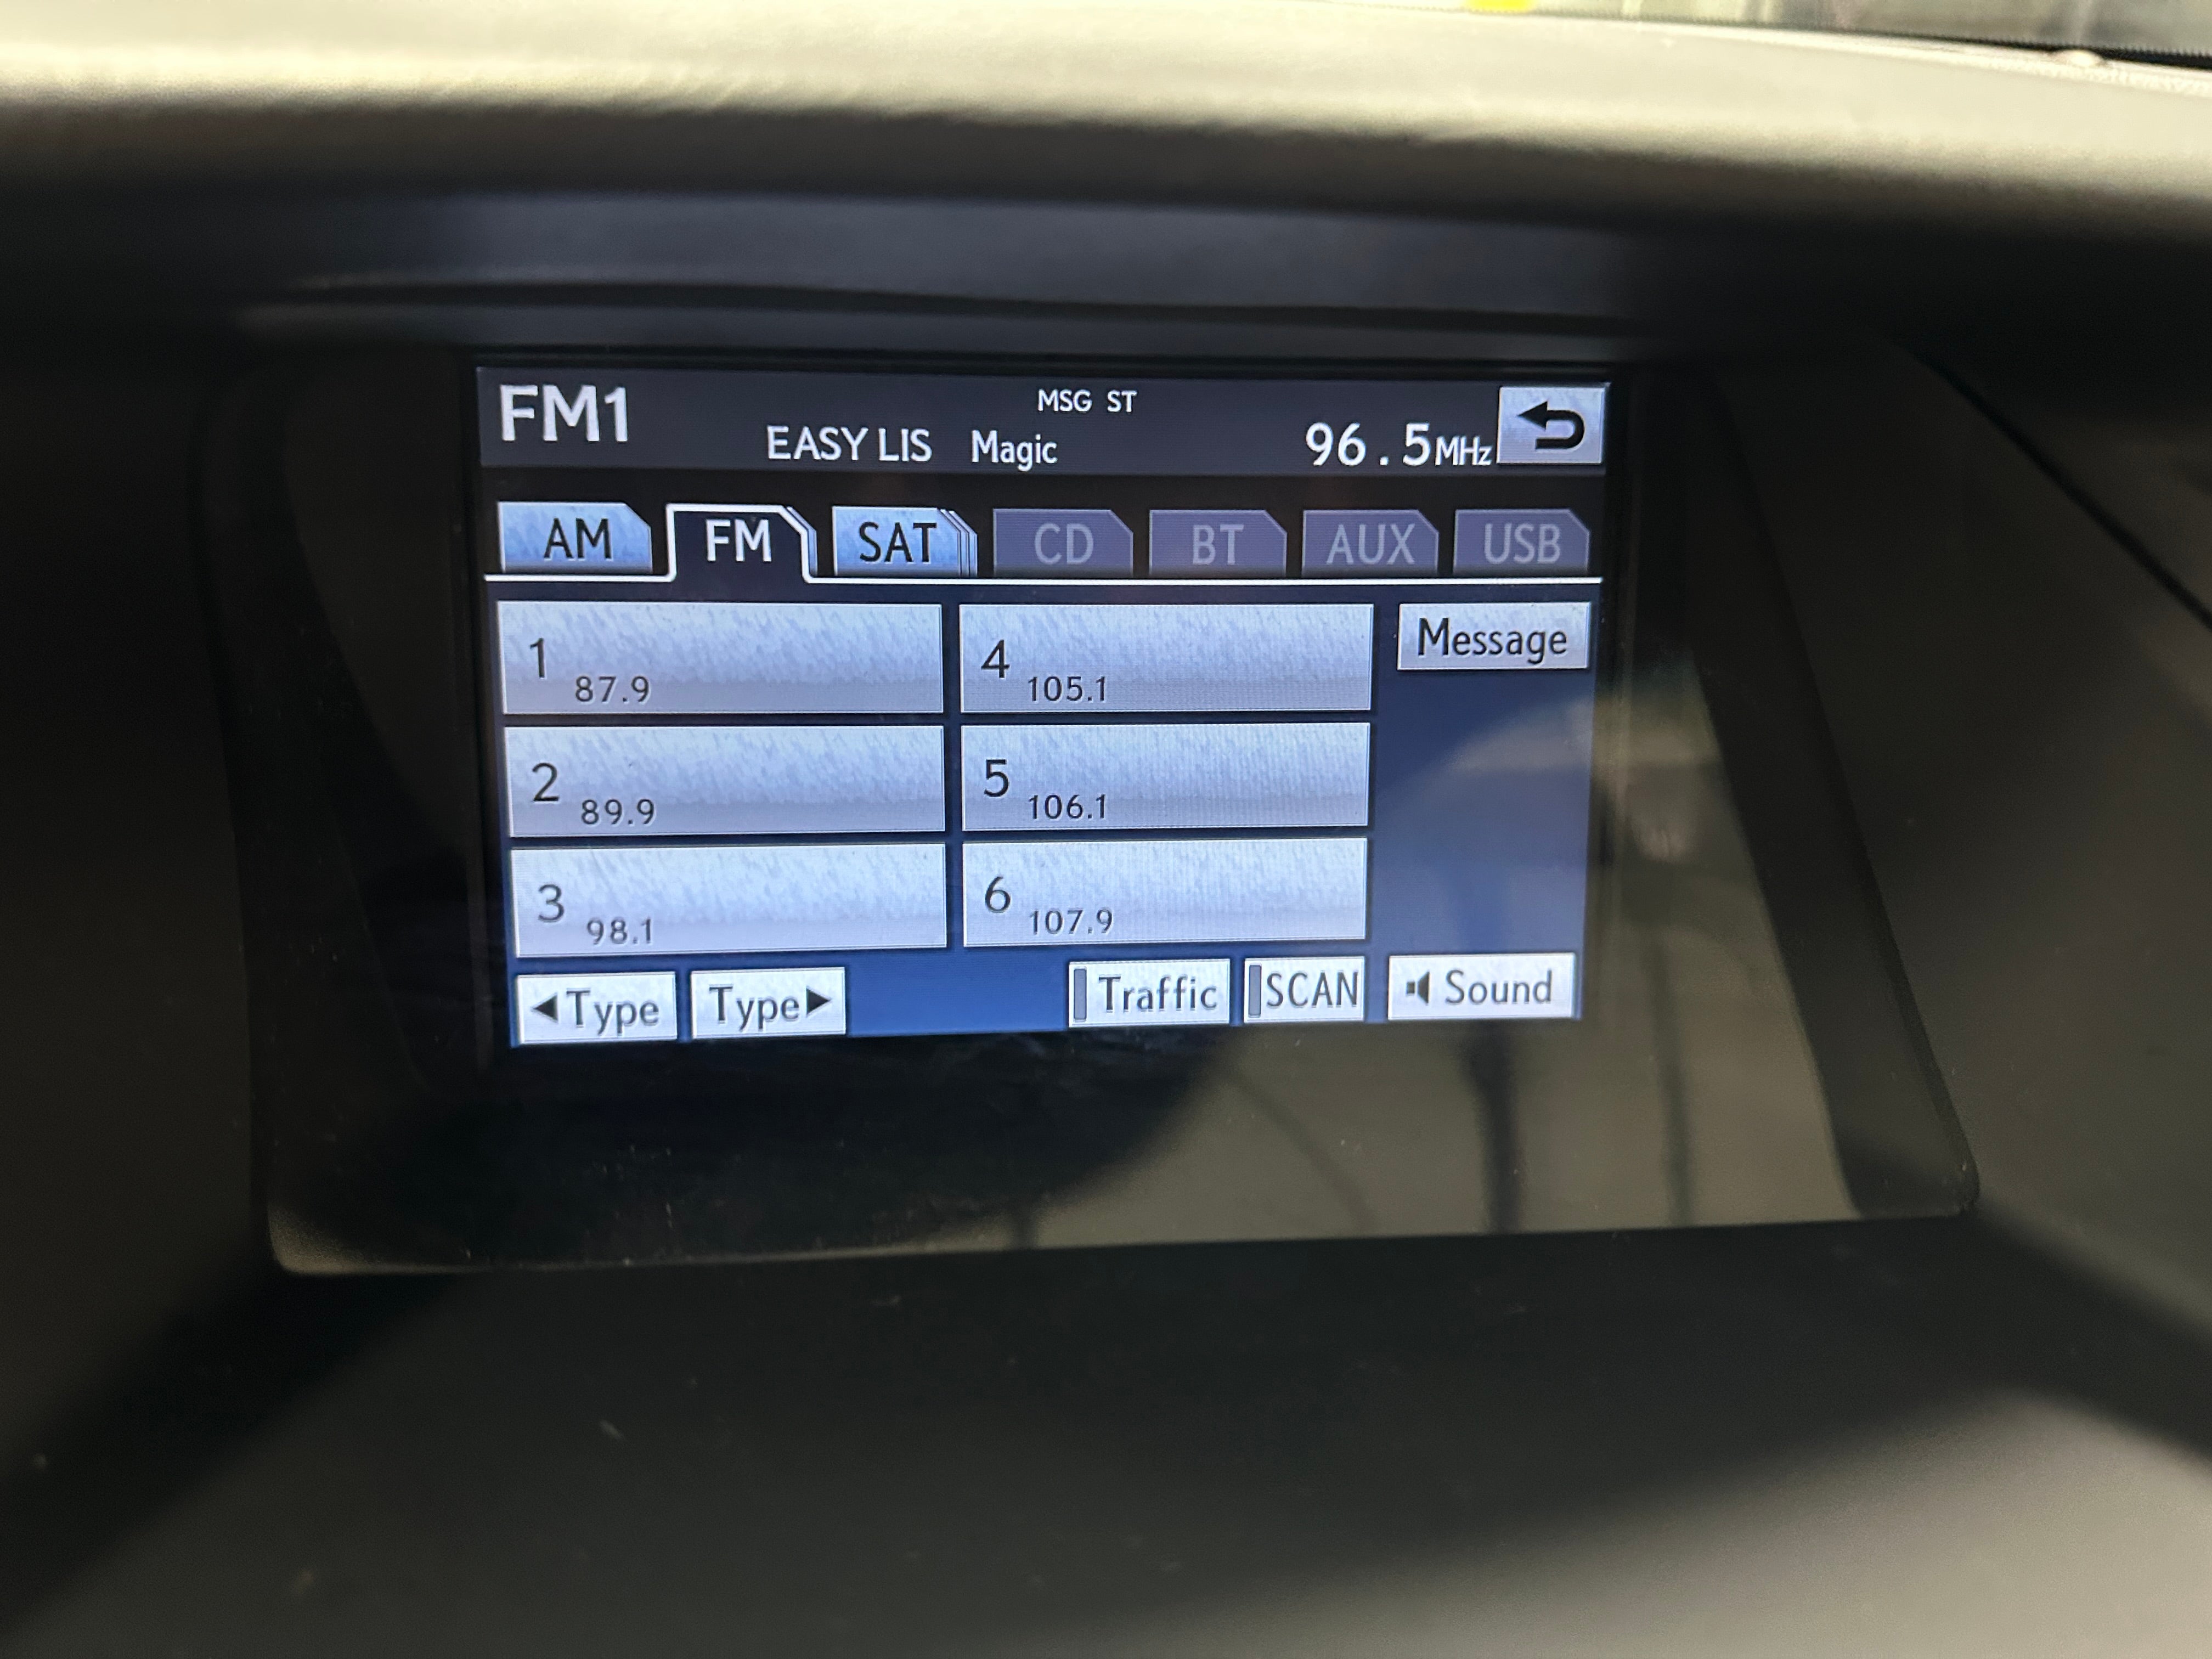 FM1
MSG ST
EASY LIS Magic 96.5MHz
AM FM SAT CD BT AUX USB
1 87.9
4 105.1
Message
2 89.9
5 106.1
3 98.1
6 107.9
Type Type Traffic SCAN Sound